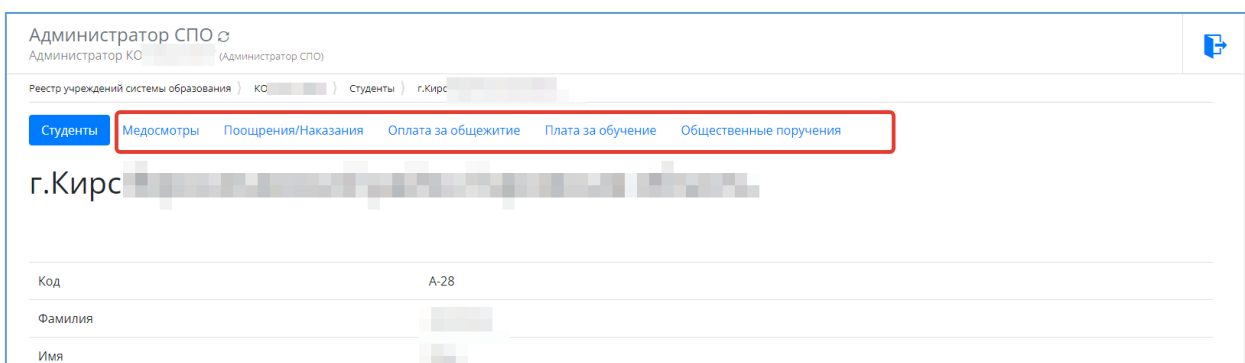 Администратор СПО
Администратор КО (Администратор СПО)
Реестр учреждений системы образования 〉 КО 〉 Студенты 〉 г.Кирс
Студенты Медосмотры Поощрения/Наказания Оплата за общежитие Плата за обучение Общественные поручения
г.Кирс
Код А-28
Фамилия
Имя